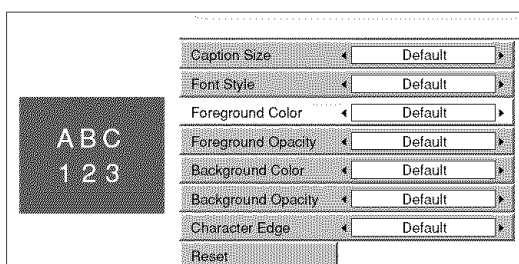 ABC
123
Caption Size Default
Font Style Default
Foreground Color Default
Foreground Opacity Default
Background Color Default
Background Opacity Default
Character Edge Default
Reset